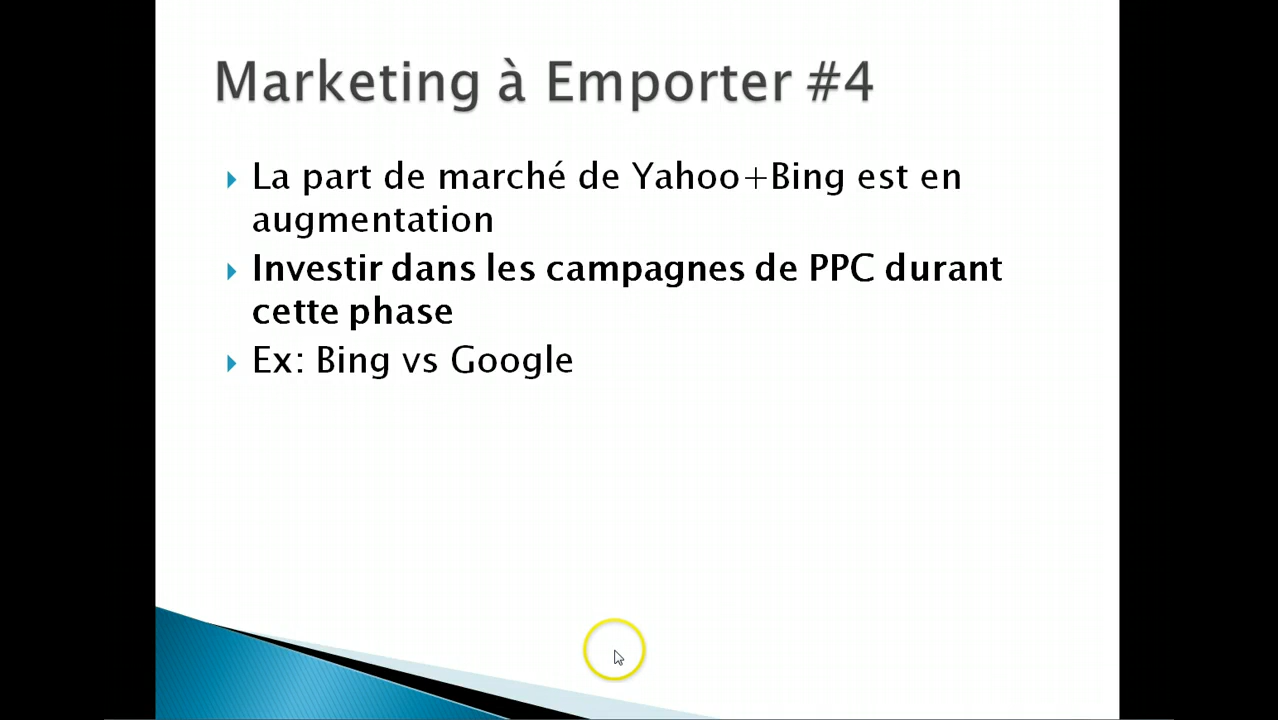 Marketing à Emporter #4
La part de marché de Yahoo+Bing est en
augmentation
Investir dans les campagnes de PPC durant
cette phase
Ex: Bing vs Google